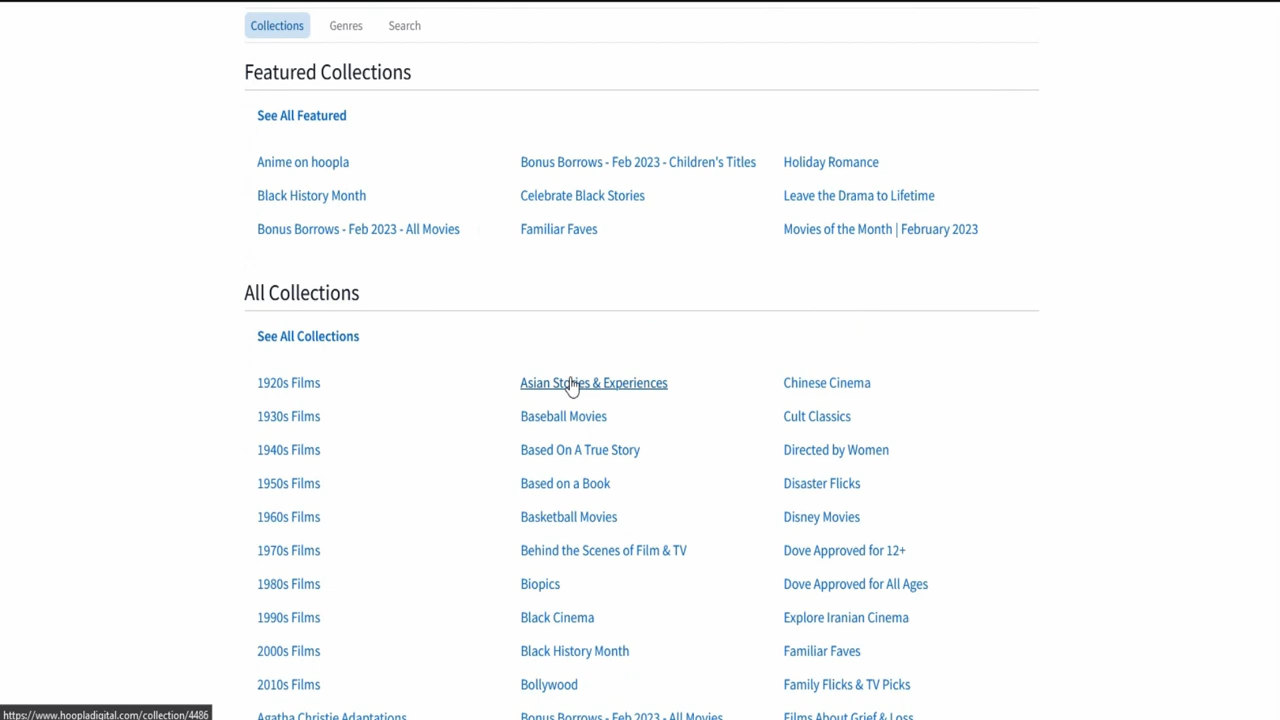 Collections Genres Search
Featured Collections
See All Featured
Anime on hoopla Bonus Borrows - Feb 2023 - Children's Titles Holiday Romance
Black History Month Celebrate Black Stories Leave the Drama to Lifetime
Bonus Borrows - Feb 2023 - All Movies Familiar Faves Movies of the Month | February 2023
All Collections
See All Collections
1920s Films Asian Stories & Experiences Chinese Cinema
1930s Films Baseball Movies Cult Classics
1940s Films Based On A True Story Directed by Women
1950s Films Based on a Book Disaster Flicks
1960s Films Basketball Movies Disney Movies
1970s Films Behind the Scenes of Film & TV Dove Approved for 12+
1980s Films Biopics Dove Approved for All Ages
1990s Films Black Cinema Explore Iranian Cinema
2000s Films Black History Month Familiar Faves
2010s Films Bollywood Family Flicks & TV Picks
Agatha Christie Adaptations Bonus Borrows - Feb 2023 - All Movies Films About Grief & Loss
https://www.hoopladigital.com/collection/4486